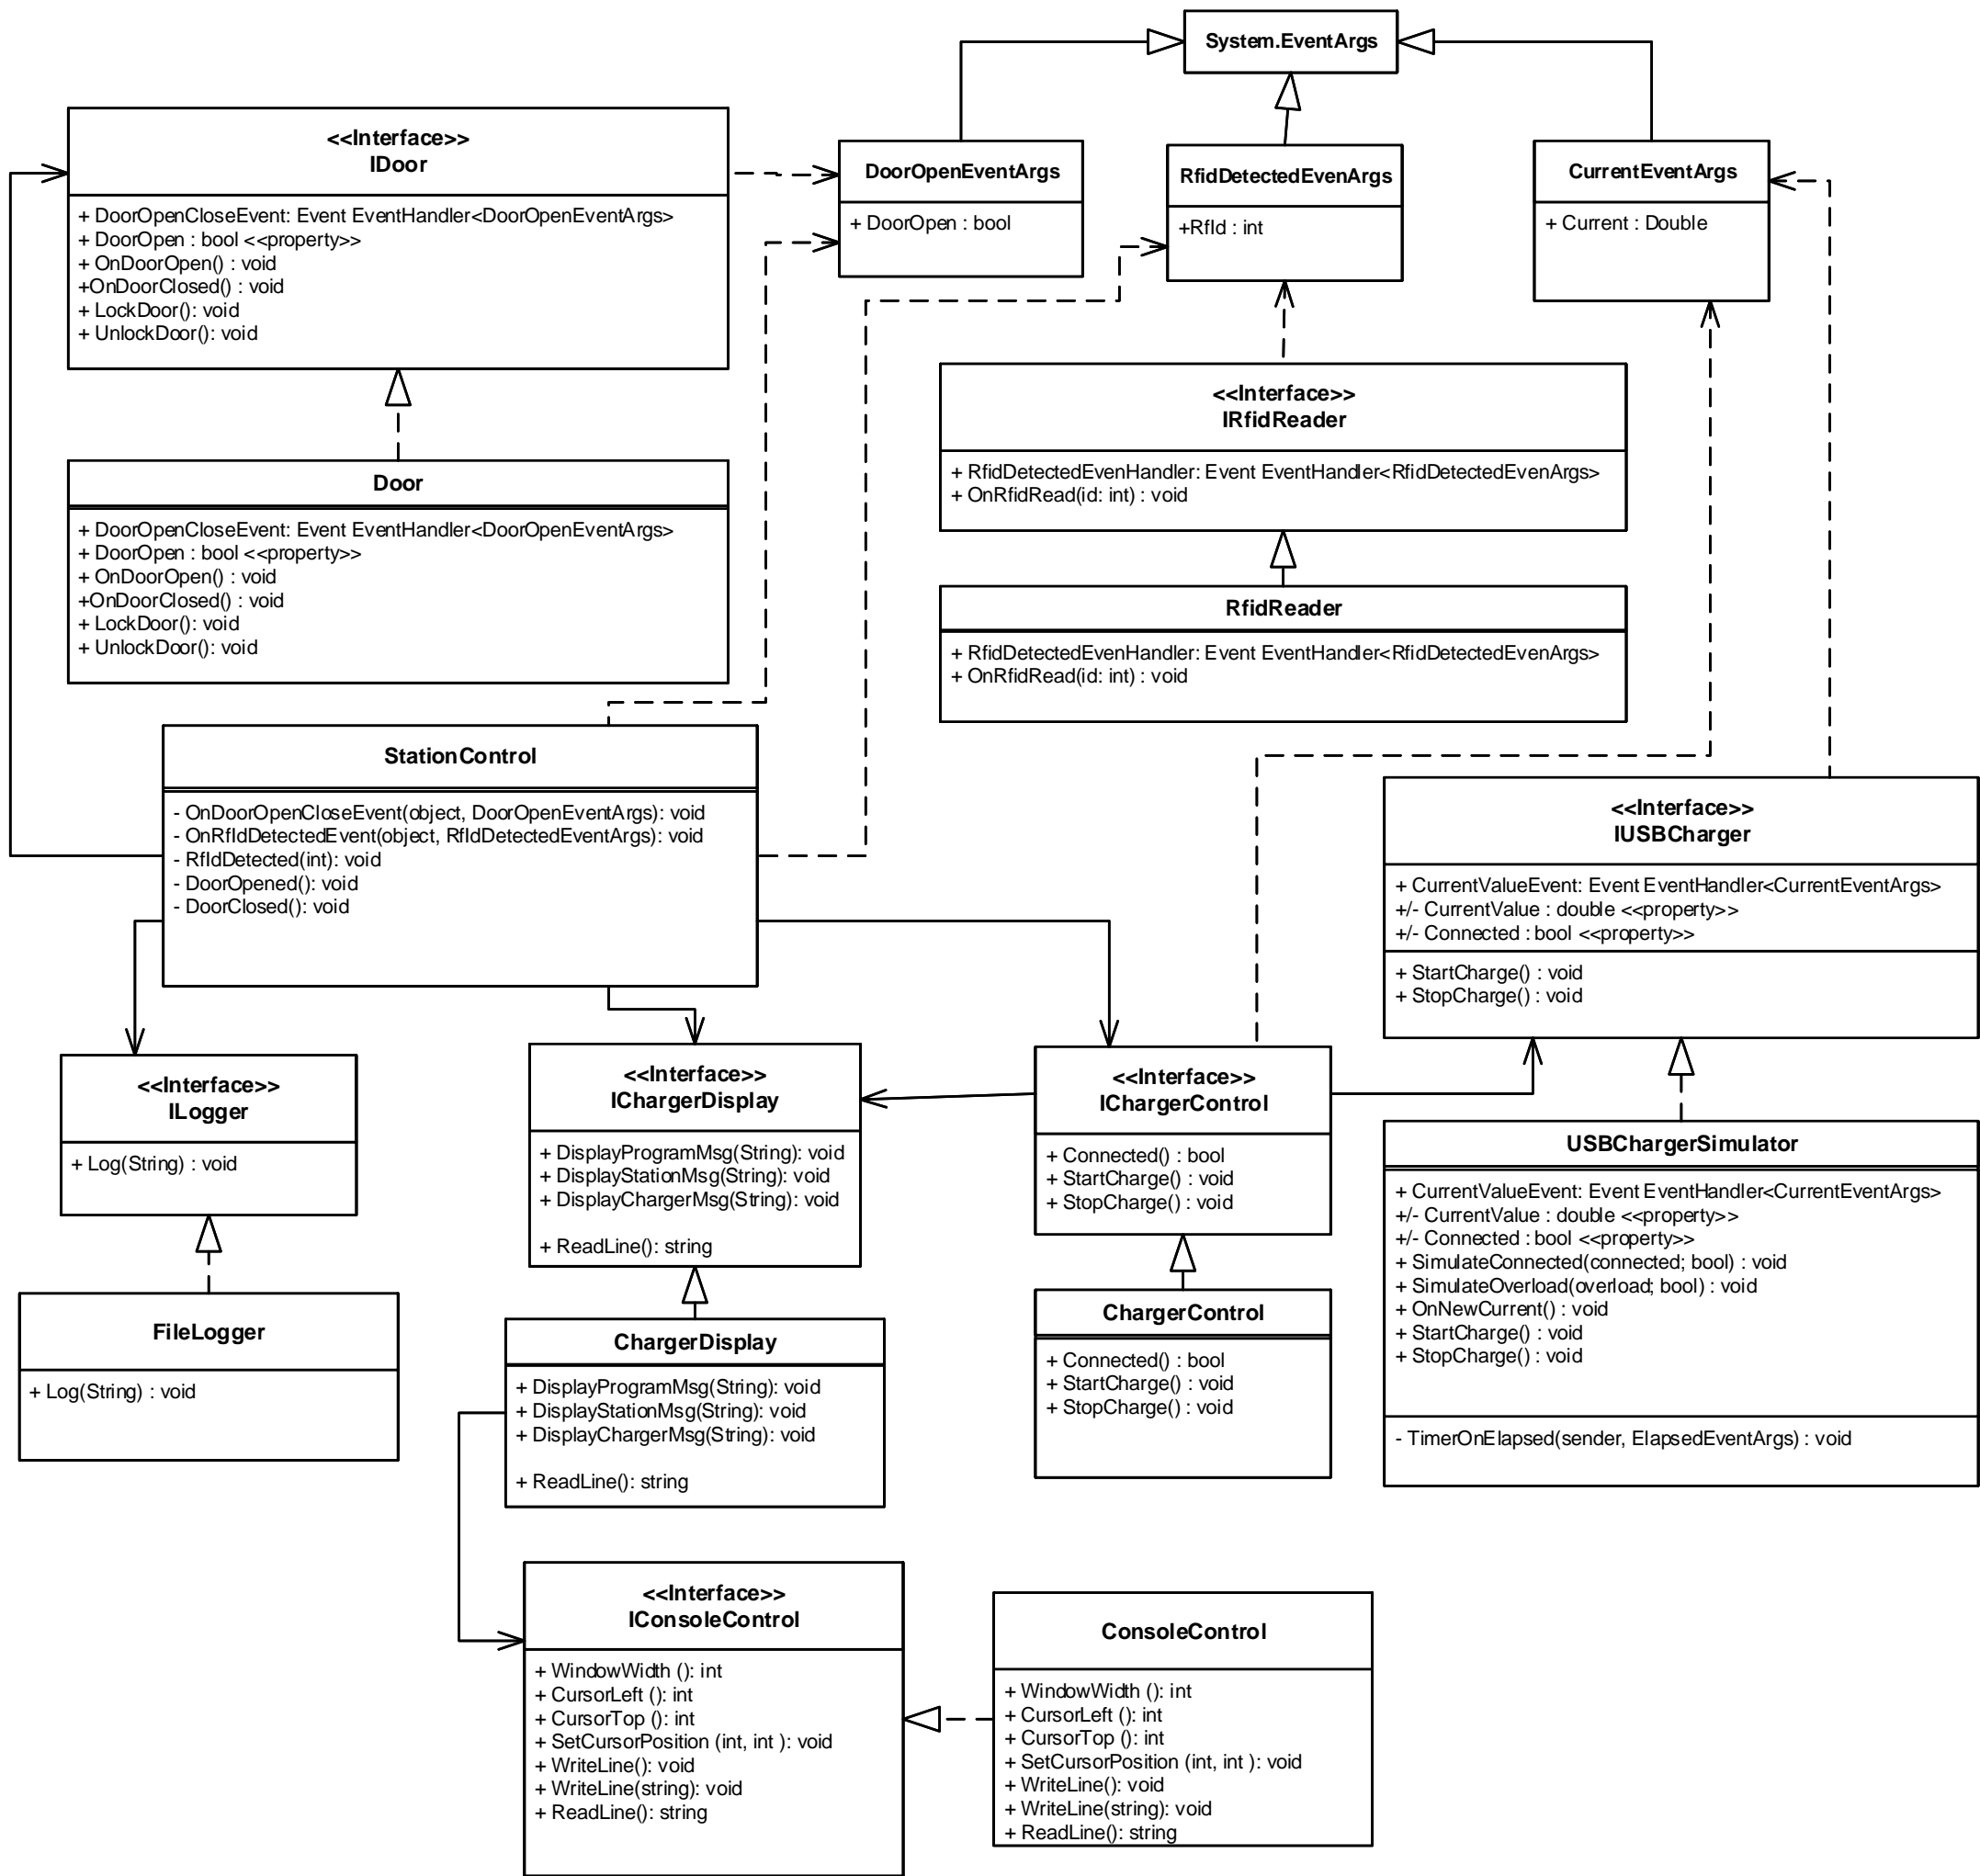 System.EventArgs
<<Interface>>
IDoor
+ DoorOpenCloseEvent: Event EventHandler<DoorOpenEventArgs>
+ DoorOpen : bool <<property>>
+ OnDoorOpen() : void
+OnDoorClosed() : void
+ LockDoor(): void
+ UnlockDoor(): void
DoorOpenEventArgs
+ DoorOpen : bool
RfidDetectedEvenArgs
+RfId : int
CurrentEventArgs
+ Current : Double
<<Interface>>
IRfidReader
+ RfidDetectedEvenHandler: Event EventHandler<RfidDetectedEvenArgs>
+ OnRfidRead(id: int) : void
Door
+ DoorOpenCloseEvent: Event EventHandler<DoorOpenEventArgs>
+ DoorOpen : bool <<property>>
+ OnDoorOpen() : void
+OnDoorClosed() : void
+ LockDoor(): void
+ UnlockDoor(): void
RfidReader
+ RfidDetectedEvenHandler: Event EventHandler<RfidDetectedEvenArgs>
+ OnRfidRead(id: int) : void
StationControl
- OnDoorOpenCloseEvent(object, DoorOpenEventArgs): void
- OnRfIdDetectedEvent(object, RfIdDetectedEventArgs): void
- RfIdDetected(int): void
- DoorOpened(): void
- DoorClosed(): void
<<Interface>>
IUSBCharger
+ CurrentValueEvent: Event EventHandler<CurrentEventArgs>
+/- CurrentValue : double <<property>>
+/- Connected : bool <<property>>
+ StartCharge() : void
+ StopCharge() : void
<<Interface>>
ILogger
+ Log(String) : void
<<Interface>>
IChargerDisplay
+ DisplayProgramMsg(String): void
+ DisplayStationMsg(String): void
+ DisplayChargerMsg(String): void
+ ReadLine(): string
<<Interface>>
IChargerControl
+ Connected() : bool
+ StartCharge() : void
+ StopCharge() : void
USBChargerSimulator
+ CurrentValueEvent: Event EventHandler<CurrentEventArgs>
+/- CurrentValue : double <<property>>
+/- Connected : bool <<property>>
+ SimulateConnected(connected; bool) : void
+ SimulateOverload(overload; bool) : void
+ OnNewCurrent() : void
+ StartCharge() : void
+ StopCharge() : void
- TimerOnElapsed(sender, ElapsedEventArgs) : void
FileLogger
+ Log(String) : void
ChargerDisplay
+ DisplayProgramMsg(String): void
+ DisplayStationMsg(String): void
+ DisplayChargerMsg(String): void
+ ReadLine(): string
ChargerControl
+ Connected() : bool
+ StartCharge() : void
+ StopCharge() : void
<<Interface>>
IConsoleControl
+ WindowWidth (): int
+ CursorLeft (): int
+ CursorTop (): int
+ SetCursorPosition (int, int ): void
+ WriteLine(): void
+ WriteLine(string): void
+ ReadLine(): string
ConsoleControl
+ WindowWidth (): int
+ CursorLeft (): int
+ CursorTop (): int
+ SetCursorPosition (int, int ): void
+ WriteLine(): void
+ WriteLine(string): void
+ ReadLine(): string